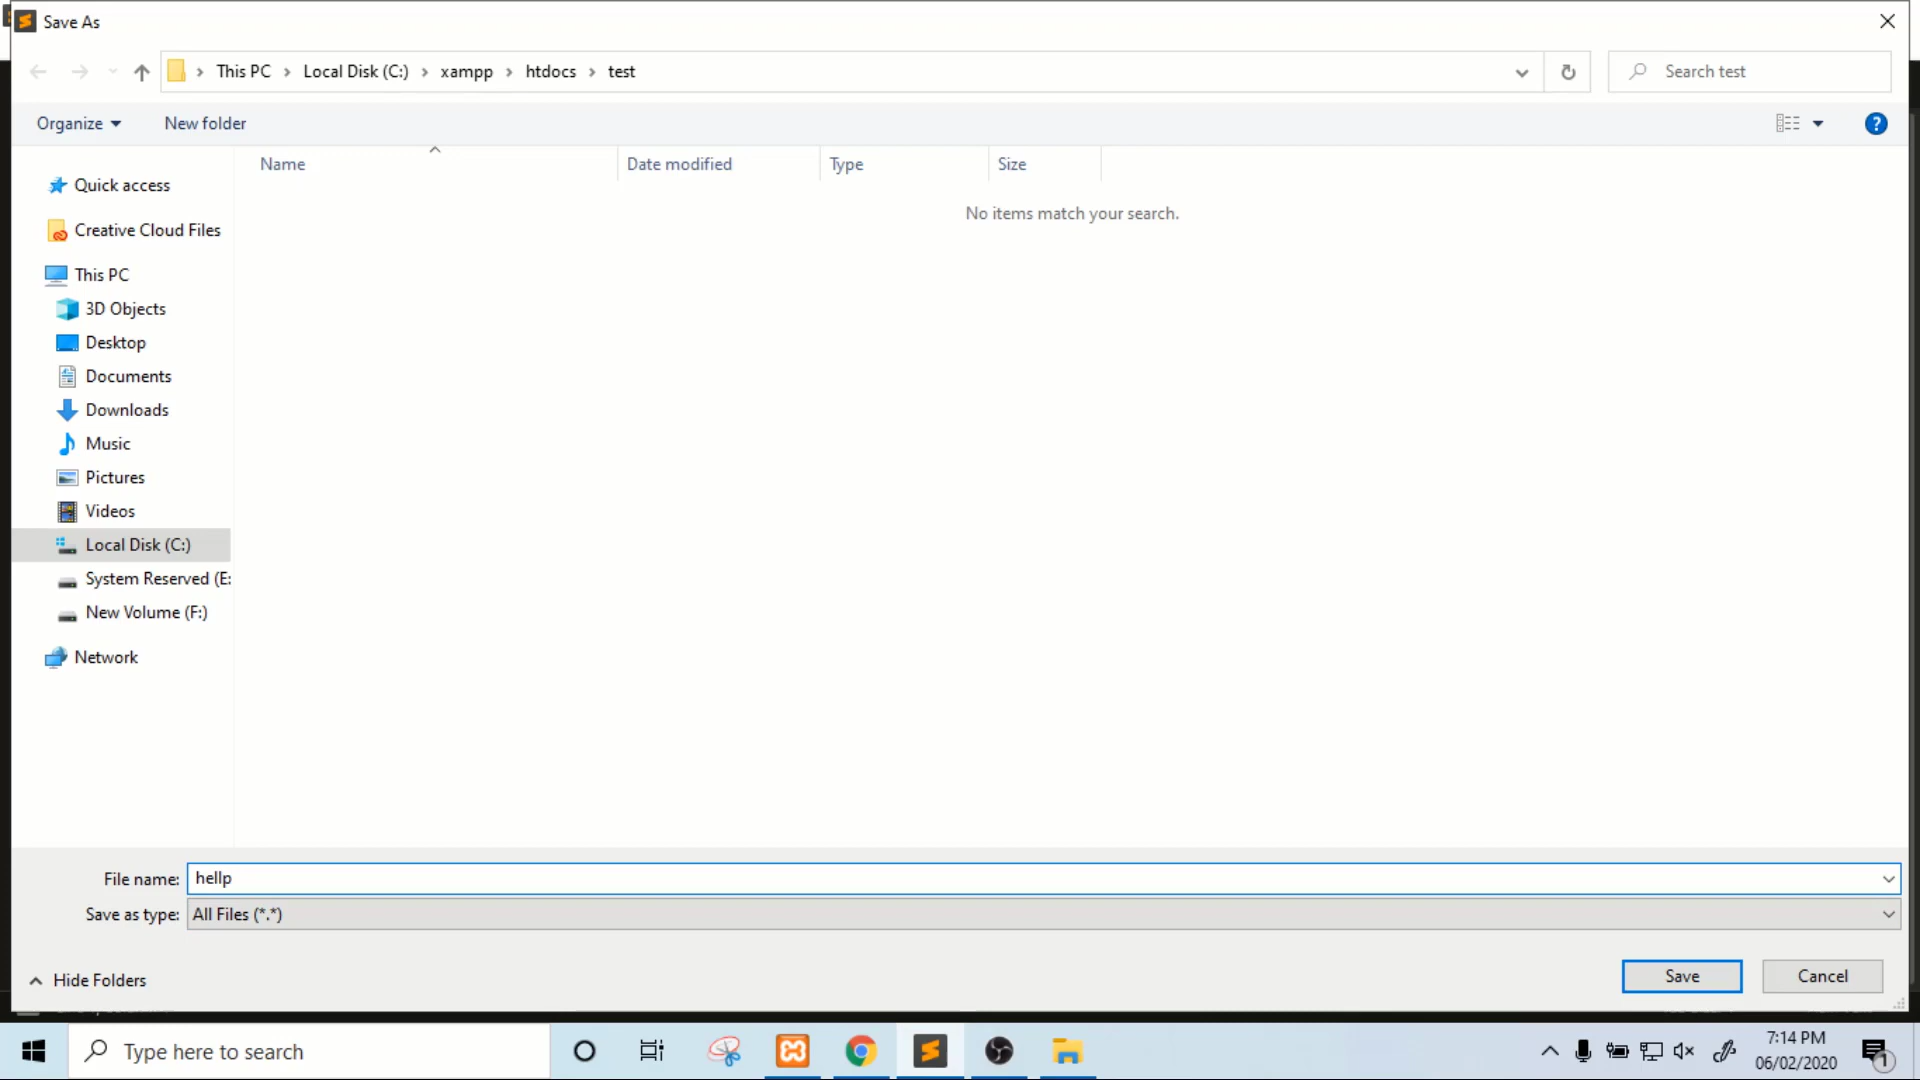 Save As
This PC > Local Disk (C:) > xampp > htdocs > test
Search test
Organize
New folder
Name
Date modified
Type
Size
No items match your search.
Quick access
Creative Cloud Files
This PC
3D Objects
Desktop
Documents
Downloads
Music
Pictures
Videos
Local Disk (C:)
System Reserved (E:
New Volume (F:)
Network
File name: hellp
Save as type: All Files (*.*)
Hide Folders
Save
Cancel
Type here to search
7:14 PM
06/02/2020
1